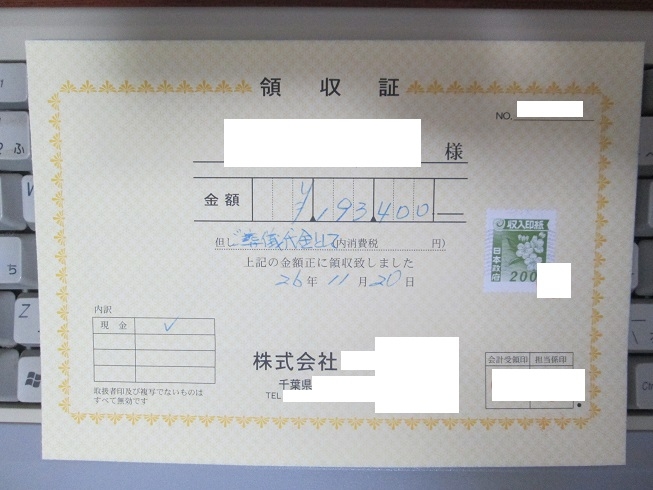 領収証
NO.
様
金額 ¥193,400
但し ご葬儀代金として (内消費税 円)
上記の金額正に領収致しました
26年 11月 20日
収入印紙
日本政府
200
内訳
現金 ✓
取扱者印及び複写でないものは
すべて無効です
株式会社
千葉県
TEL
会計受領印 担当係印